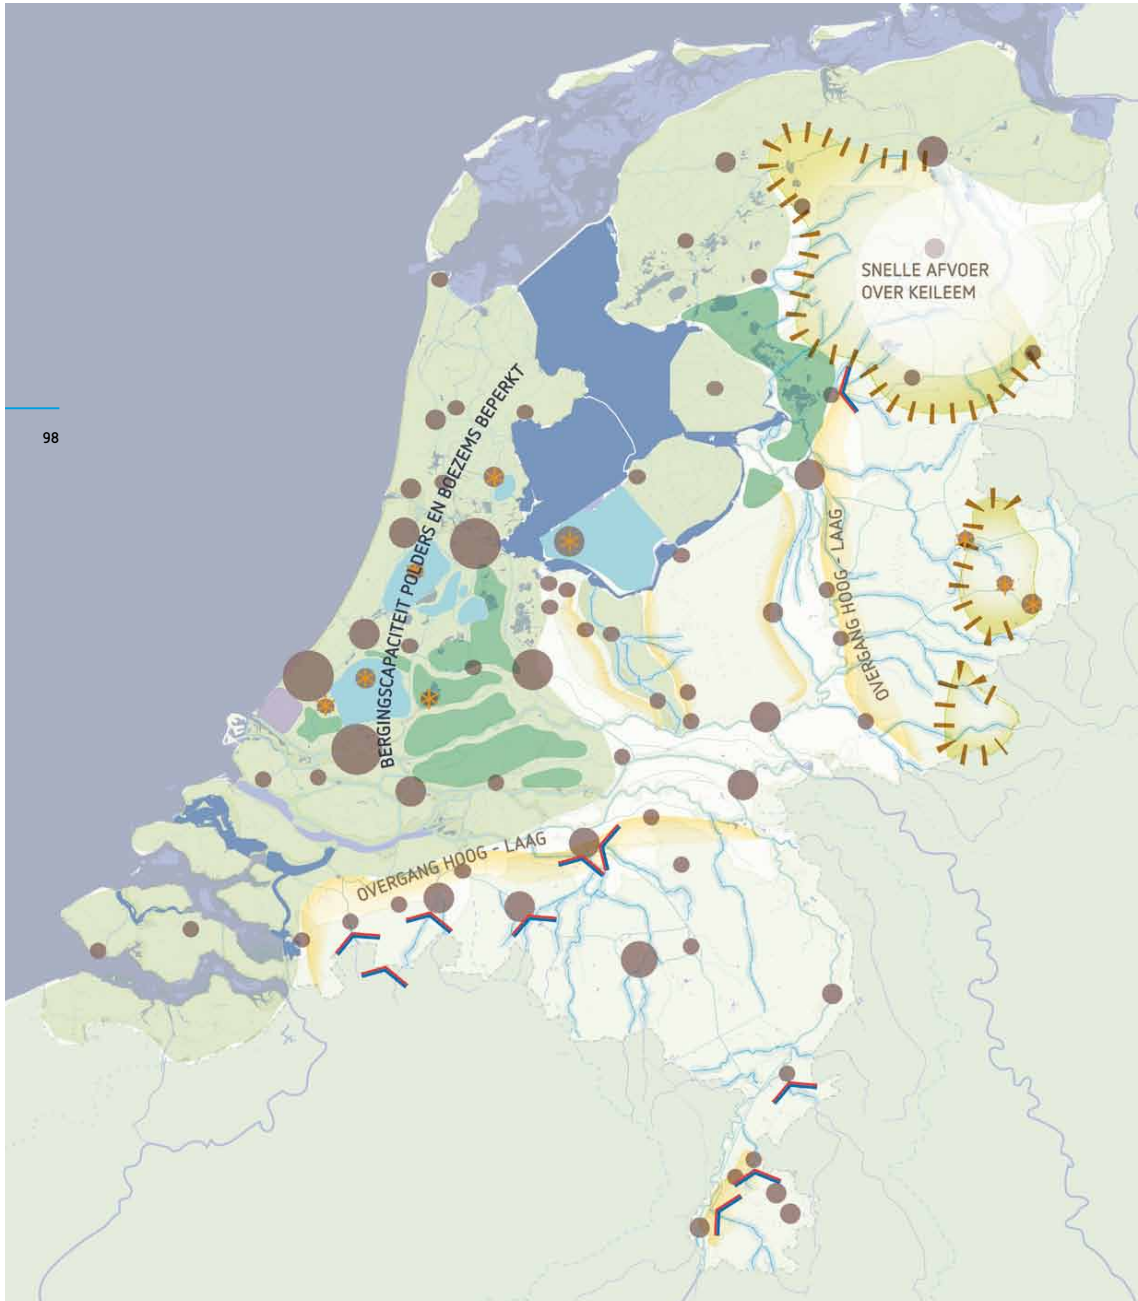 SNELLE AFVOER
OVER KEILEEM
98
BERGINGSCAPACITEIT POLDERS EN BOEZEMS BEPERKT
OVERGANG HOOG - LAAG
OVERGANG HOOG - LAAG